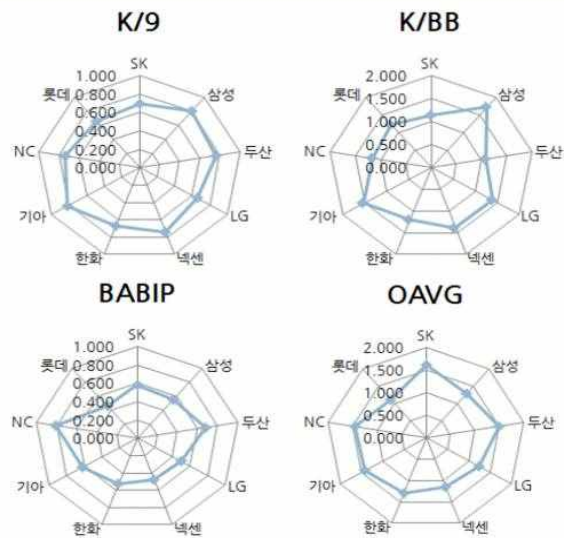 K/9
SK
1.000
0.800
0.600
0.400
0.200
0.000
삼성
두산
LG
넥센
한화
기아
NC
롯데
K/BB
SK
2.000
1.500
1.000
0.500
0.000
삼성
두산
LG
넥센
한화
기아
NC
롯데
BABIP
SK
1.000
0.800
0.600
0.400
0.200
0.000
삼성
두산
LG
넥센
한화
기아
NC
롯데
OAVG
SK
2.000
1.500
1.000
0.500
0.000
삼성
두산
LG
넥센
한화
기아
NC
롯데